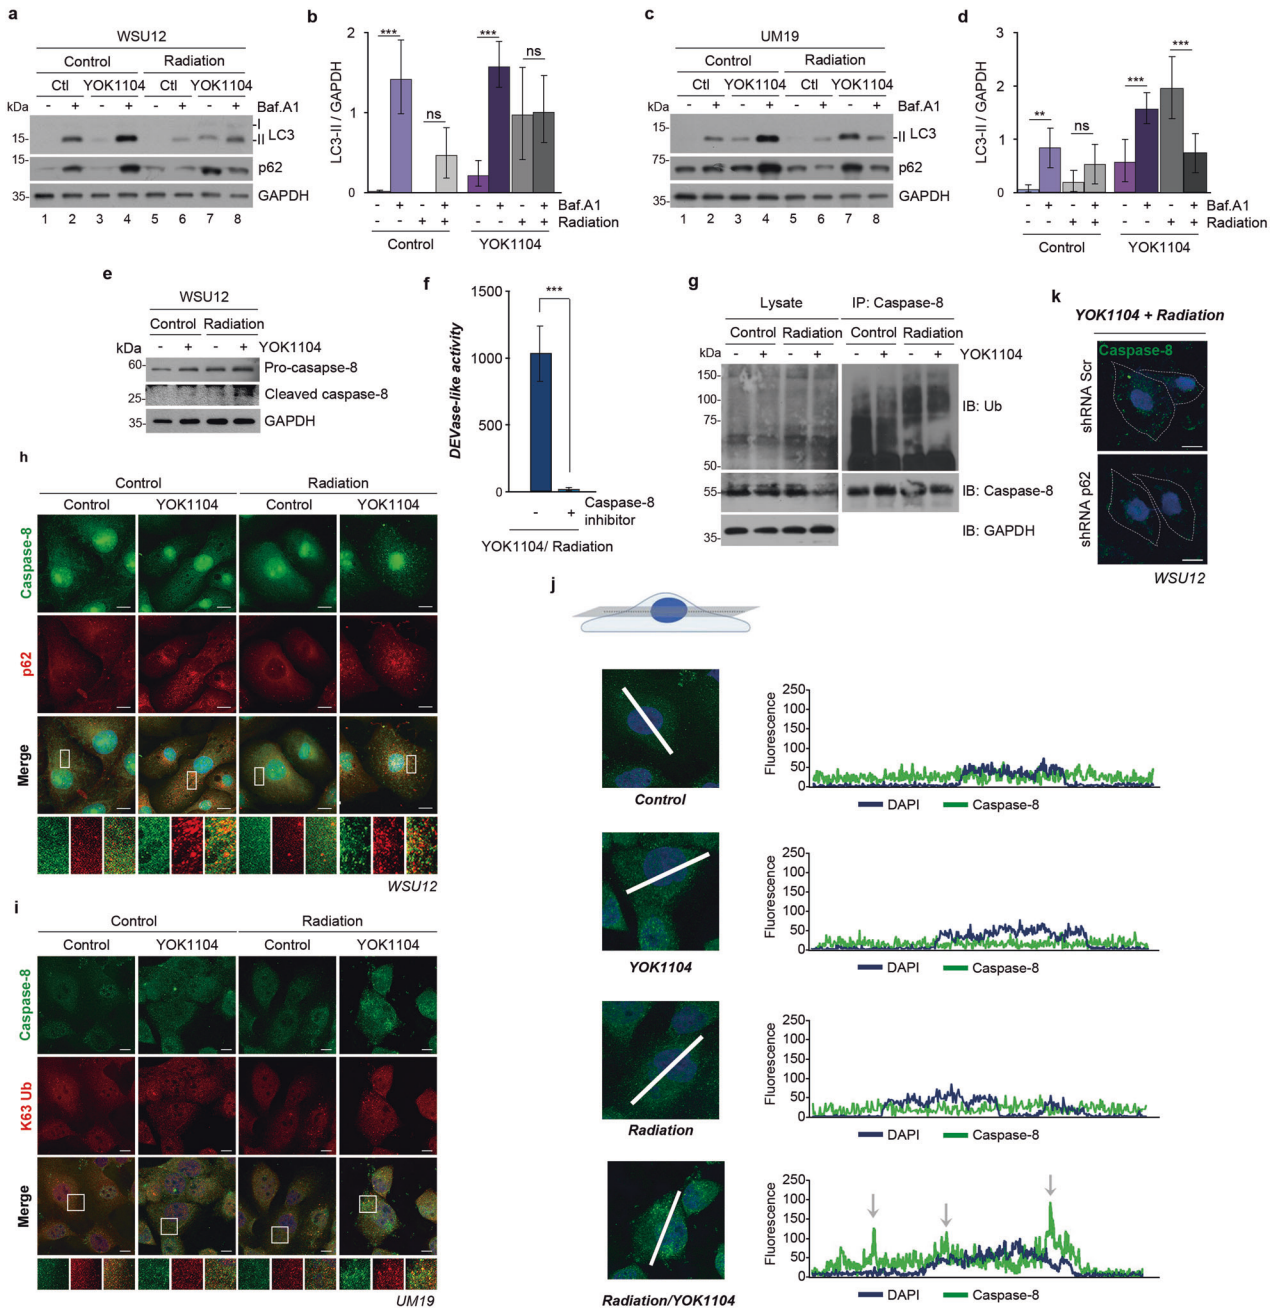 a
WSU12
Control Radiation
Ctl YOK1104 Ctl YOK1104
kDa - + - + - + - + Baf.A1
15- -I
-II LC3
15- p62
35- GAPDH
1 2 3 4 5 6 7 8
b
LC3-II / GAPDH
2
1
0
*** ns *** ns
- + - + - + - + Baf.A1
+ + + + Radiation
Control YOK1104
c
UM19
Control Radiation
Ctl YOK1104 Ctl YOK1104
kDa - + - + - + - + Baf.A1
15- -I
-II LC3
75- p62
35- GAPDH
1 2 3 4 5 6 7 8
d
LC3-II / GAPDH
3
2
1
0
** ns *** ***
- + - + - + - + Baf.A1
+ + + + Radiation
Control YOK1104
e
WSU12
Control Radiation
kDa - + - + YOK1104
60- Pro-casapse-8
25- Cleaved caspase-8
35- GAPDH
f
DEVase-like activity
1500
1000
500
0
***
- + Caspase-8
inhibitor
YOK1104/ Radiation
g
Lysate IP: Caspase-8
Control Radiation Control Radiation
kDa - + - + - + - + YOK1104
150-
100-
75-
50-
IB: Ub
55- IB: Caspase-8
35- IB: GAPDH
k
YOK1104 + Radiation
Caspase-8
shRNA Scr
shRNA p62
WSU12
h
Control Radiation
Control YOK1104 Control YOK1104
Caspase-8
p62
Merge
WSU12
i
Control Radiation
Control YOK1104 Control YOK1104
Caspase-8
K63 Ub
Merge
UM19
j
Control
Fluorescence
250
200
150
100
50
0
DAPI Caspase-8
YOK1104
Fluorescence
250
200
150
100
50
0
DAPI Caspase-8
Radiation
Fluorescence
250
200
150
100
50
0
DAPI Caspase-8
Radiation/YOK1104
Fluorescence
250
200
150
100
50
0
DAPI Caspase-8